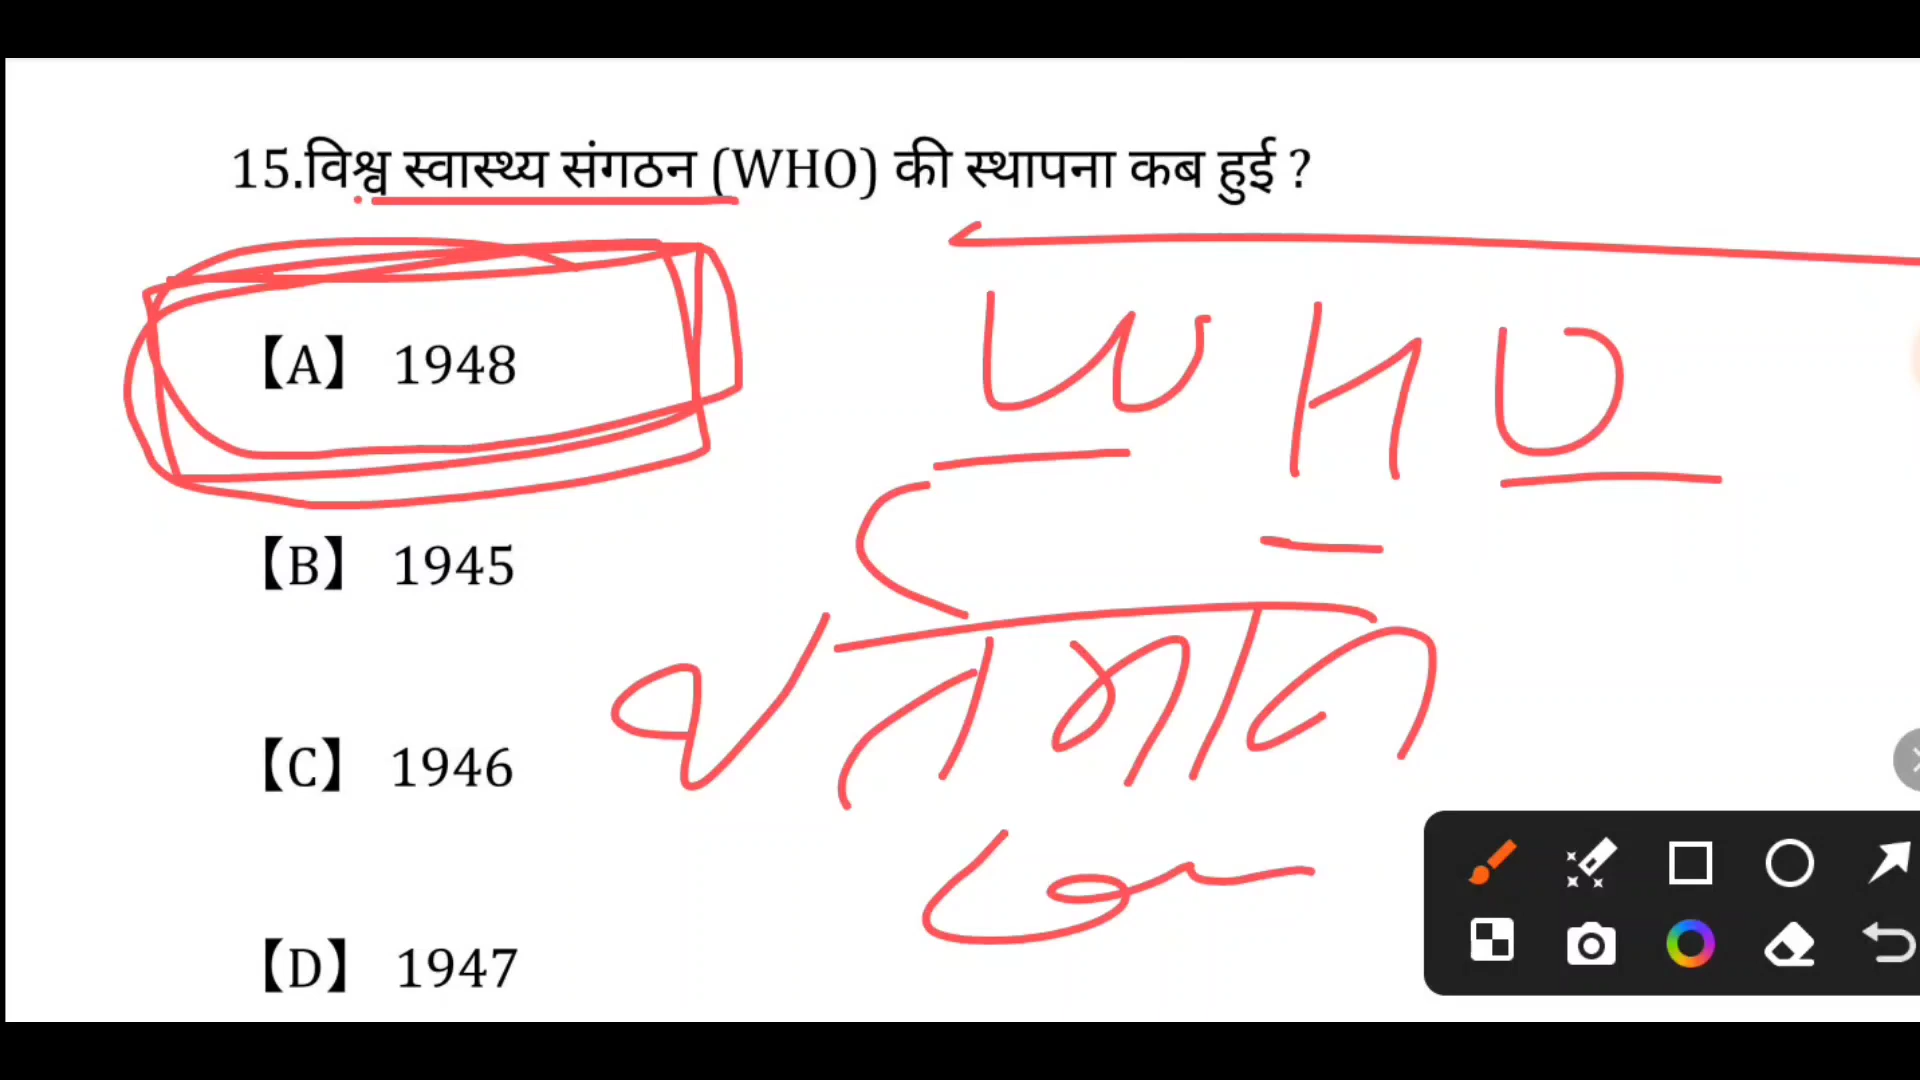 15.विश्व स्वास्थ्य संगठन (WHO) की स्थापना कब हुई ?
【A】 1948
WHO
【B】 1945
वर्तमान
【C】 1946
【D】 1947